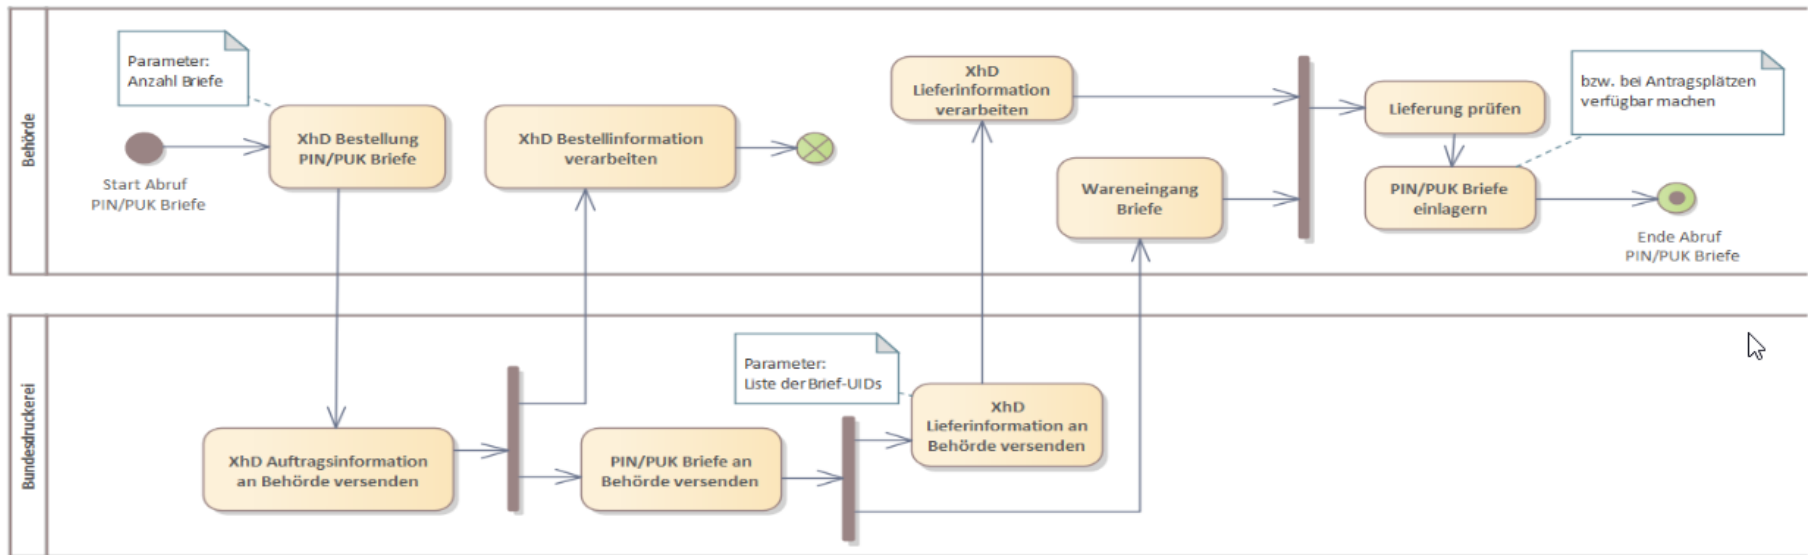 Behörde
Parameter:
Anzahl Briefe
Start Abruf
PIN/PUK Briefe
XhD Bestellung
PIN/PUK Briefe
XhD Bestellinformation
verarbeiten
XhD
Lieferinformation
verarbeiten
Wareneingang
Briefe
Lieferung prüfen
PIN/PUK Briefe
einlagern
bzw. bei Antragsplätzen
verfügbar machen
Ende Abruf
PIN/PUK Briefe
Bundesdruckerei
XhD Auftragsinformation
an Behörde versenden
PIN/PUK Briefe an
Behörde versenden
Parameter:
Liste der Brief-UIDs
XhD
Lieferinformation an
Behörde versenden